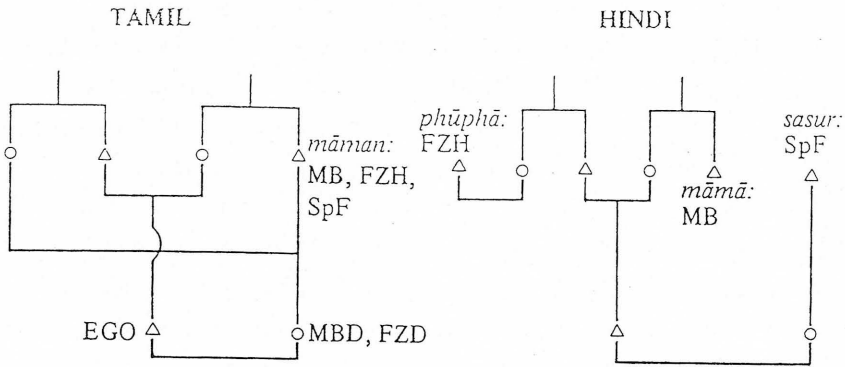 TAMIL
HINDI
māman:
MB, FZH,
SpF
EGO
MBD, FZD
phūphā:
FZH
māmā:
MB
sasur:
SpF